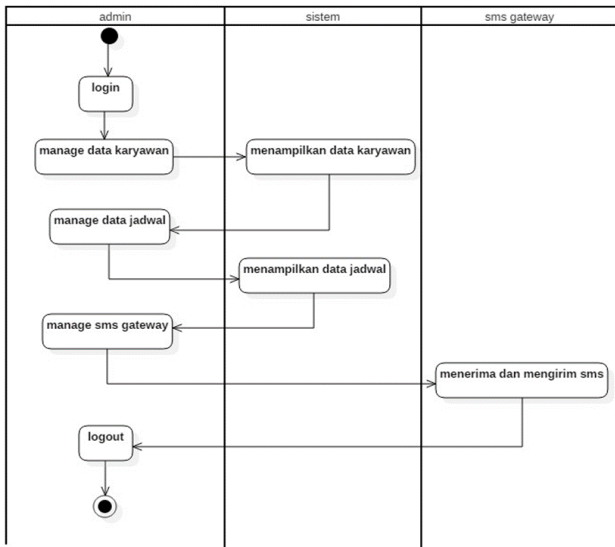 admin
sistem
sms gateway
login
manage data karyawan
menampilkan data karyawan
manage data jadwal
menampilkan data jadwal
manage sms gateway
menerima dan mengirim sms
logout